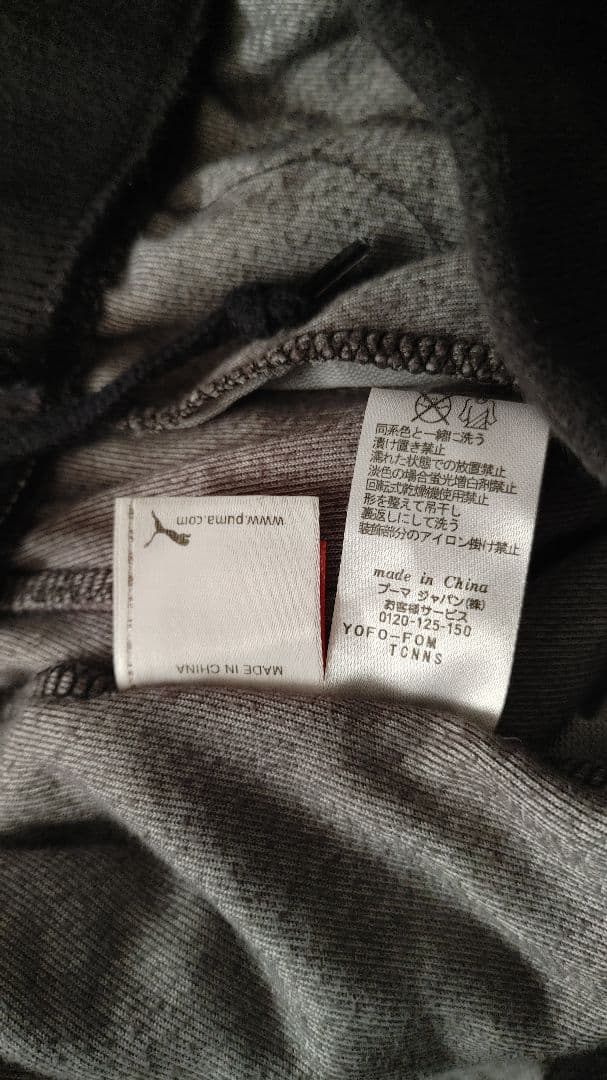 同系色と一緒に洗う
漬け置き禁止
濡れた状態での放置禁止
淡色の場合蛍光増白剤禁止
回転式乾燥機使用禁止
形を整えて吊干し
裏返しにして洗う
装飾部分のアイロン掛け禁止
made in China
プーマ ジャパン(株)
お客様サービス
0120-125-150
YOFO-FOM
TCNNS
www.puma.com
MADE IN CHINA